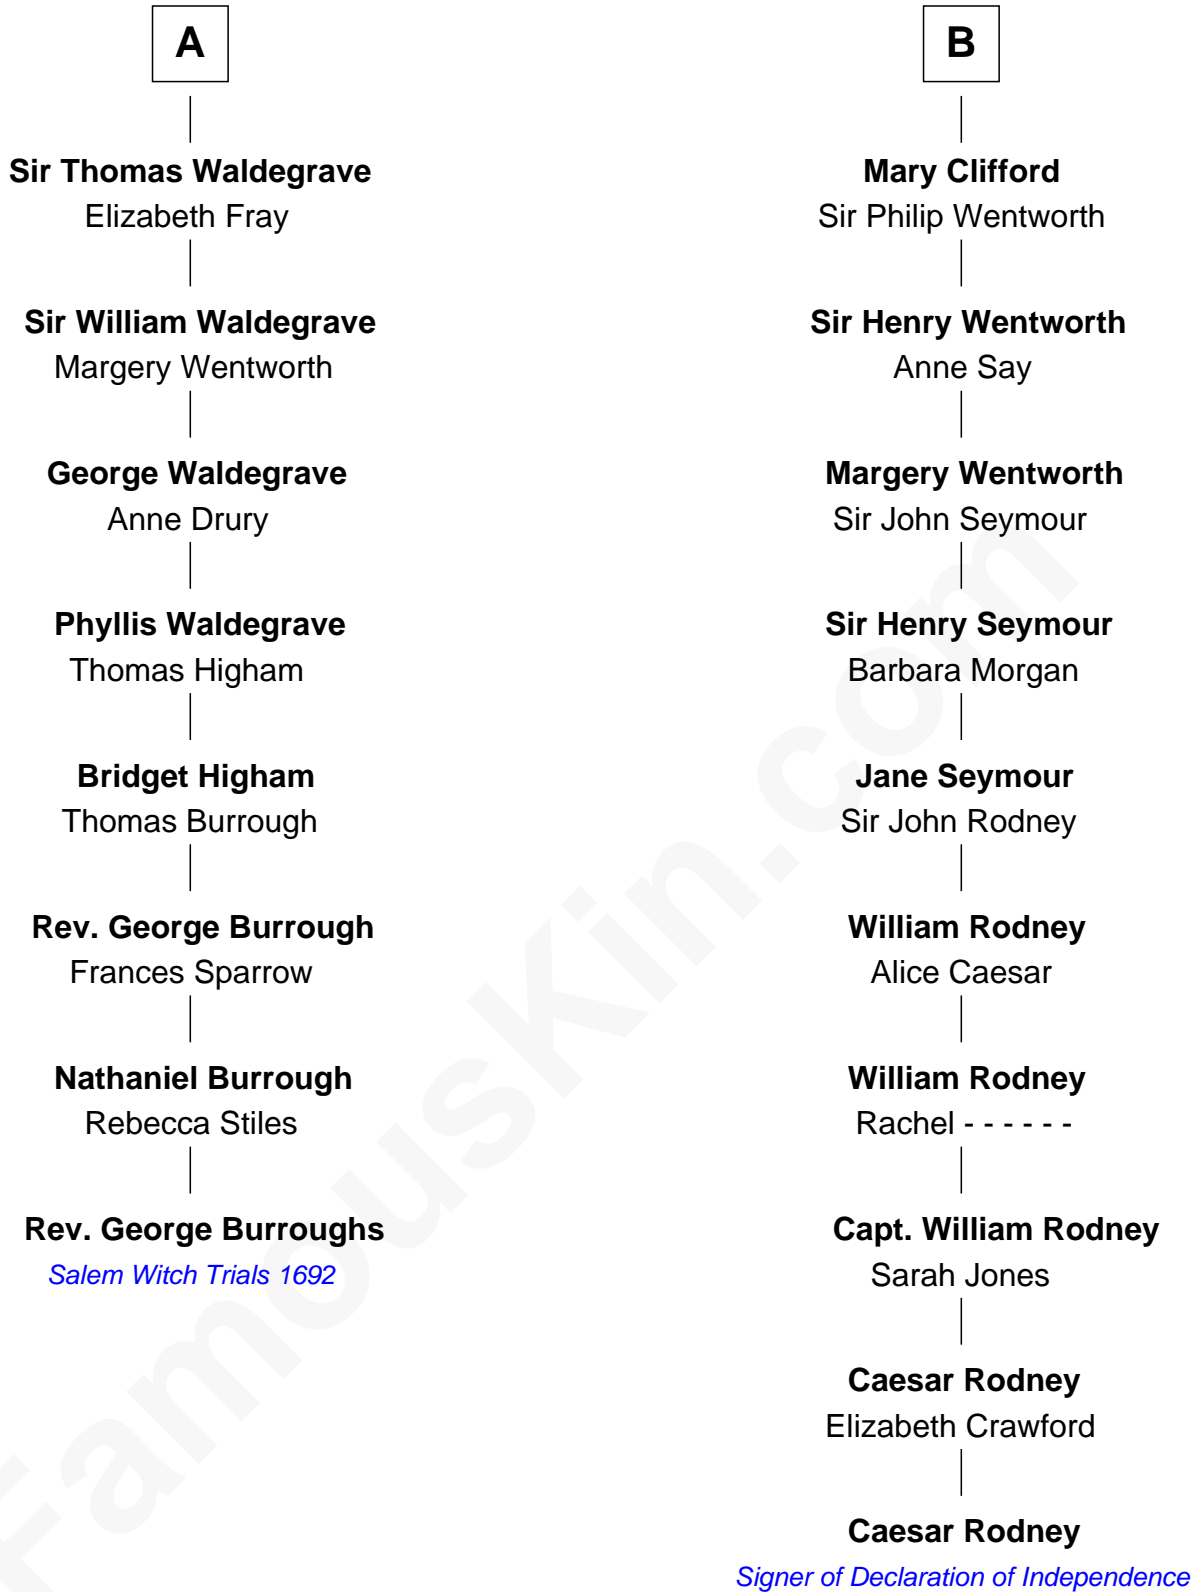 A
Sir Thomas Waldegrave
Elizabeth Fray
Sir William Waldegrave
Margery Wentworth
George Waldegrave
Anne Drury
Phyllis Waldegrave
Thomas Higham
Bridget Higham
Thomas Burrough
Rev. George Burrough
Frances Sparrow
Nathaniel Burrough
Rebecca Stiles
Rev. George Burroughs
Salem Witch Trials 1692
B
Mary Clifford
Sir Philip Wentworth
Sir Henry Wentworth
Anne Say
Margery Wentworth
Sir John Seymour
Sir Henry Seymour
Barbara Morgan
Jane Seymour
Sir John Rodney
William Rodney
Alice Caesar
William Rodney
Rachel - - - - - -
Capt. William Rodney
Sarah Jones
Caesar Rodney
Elizabeth Crawford
Caesar Rodney
Signer of Declaration of Independence
FamousKin.com